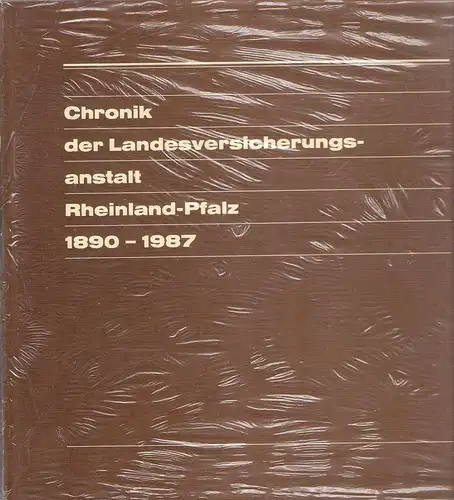 Chronik
der Landesversicherungs-
anstalt
Rheinland-Pfalz
1890 – 1987